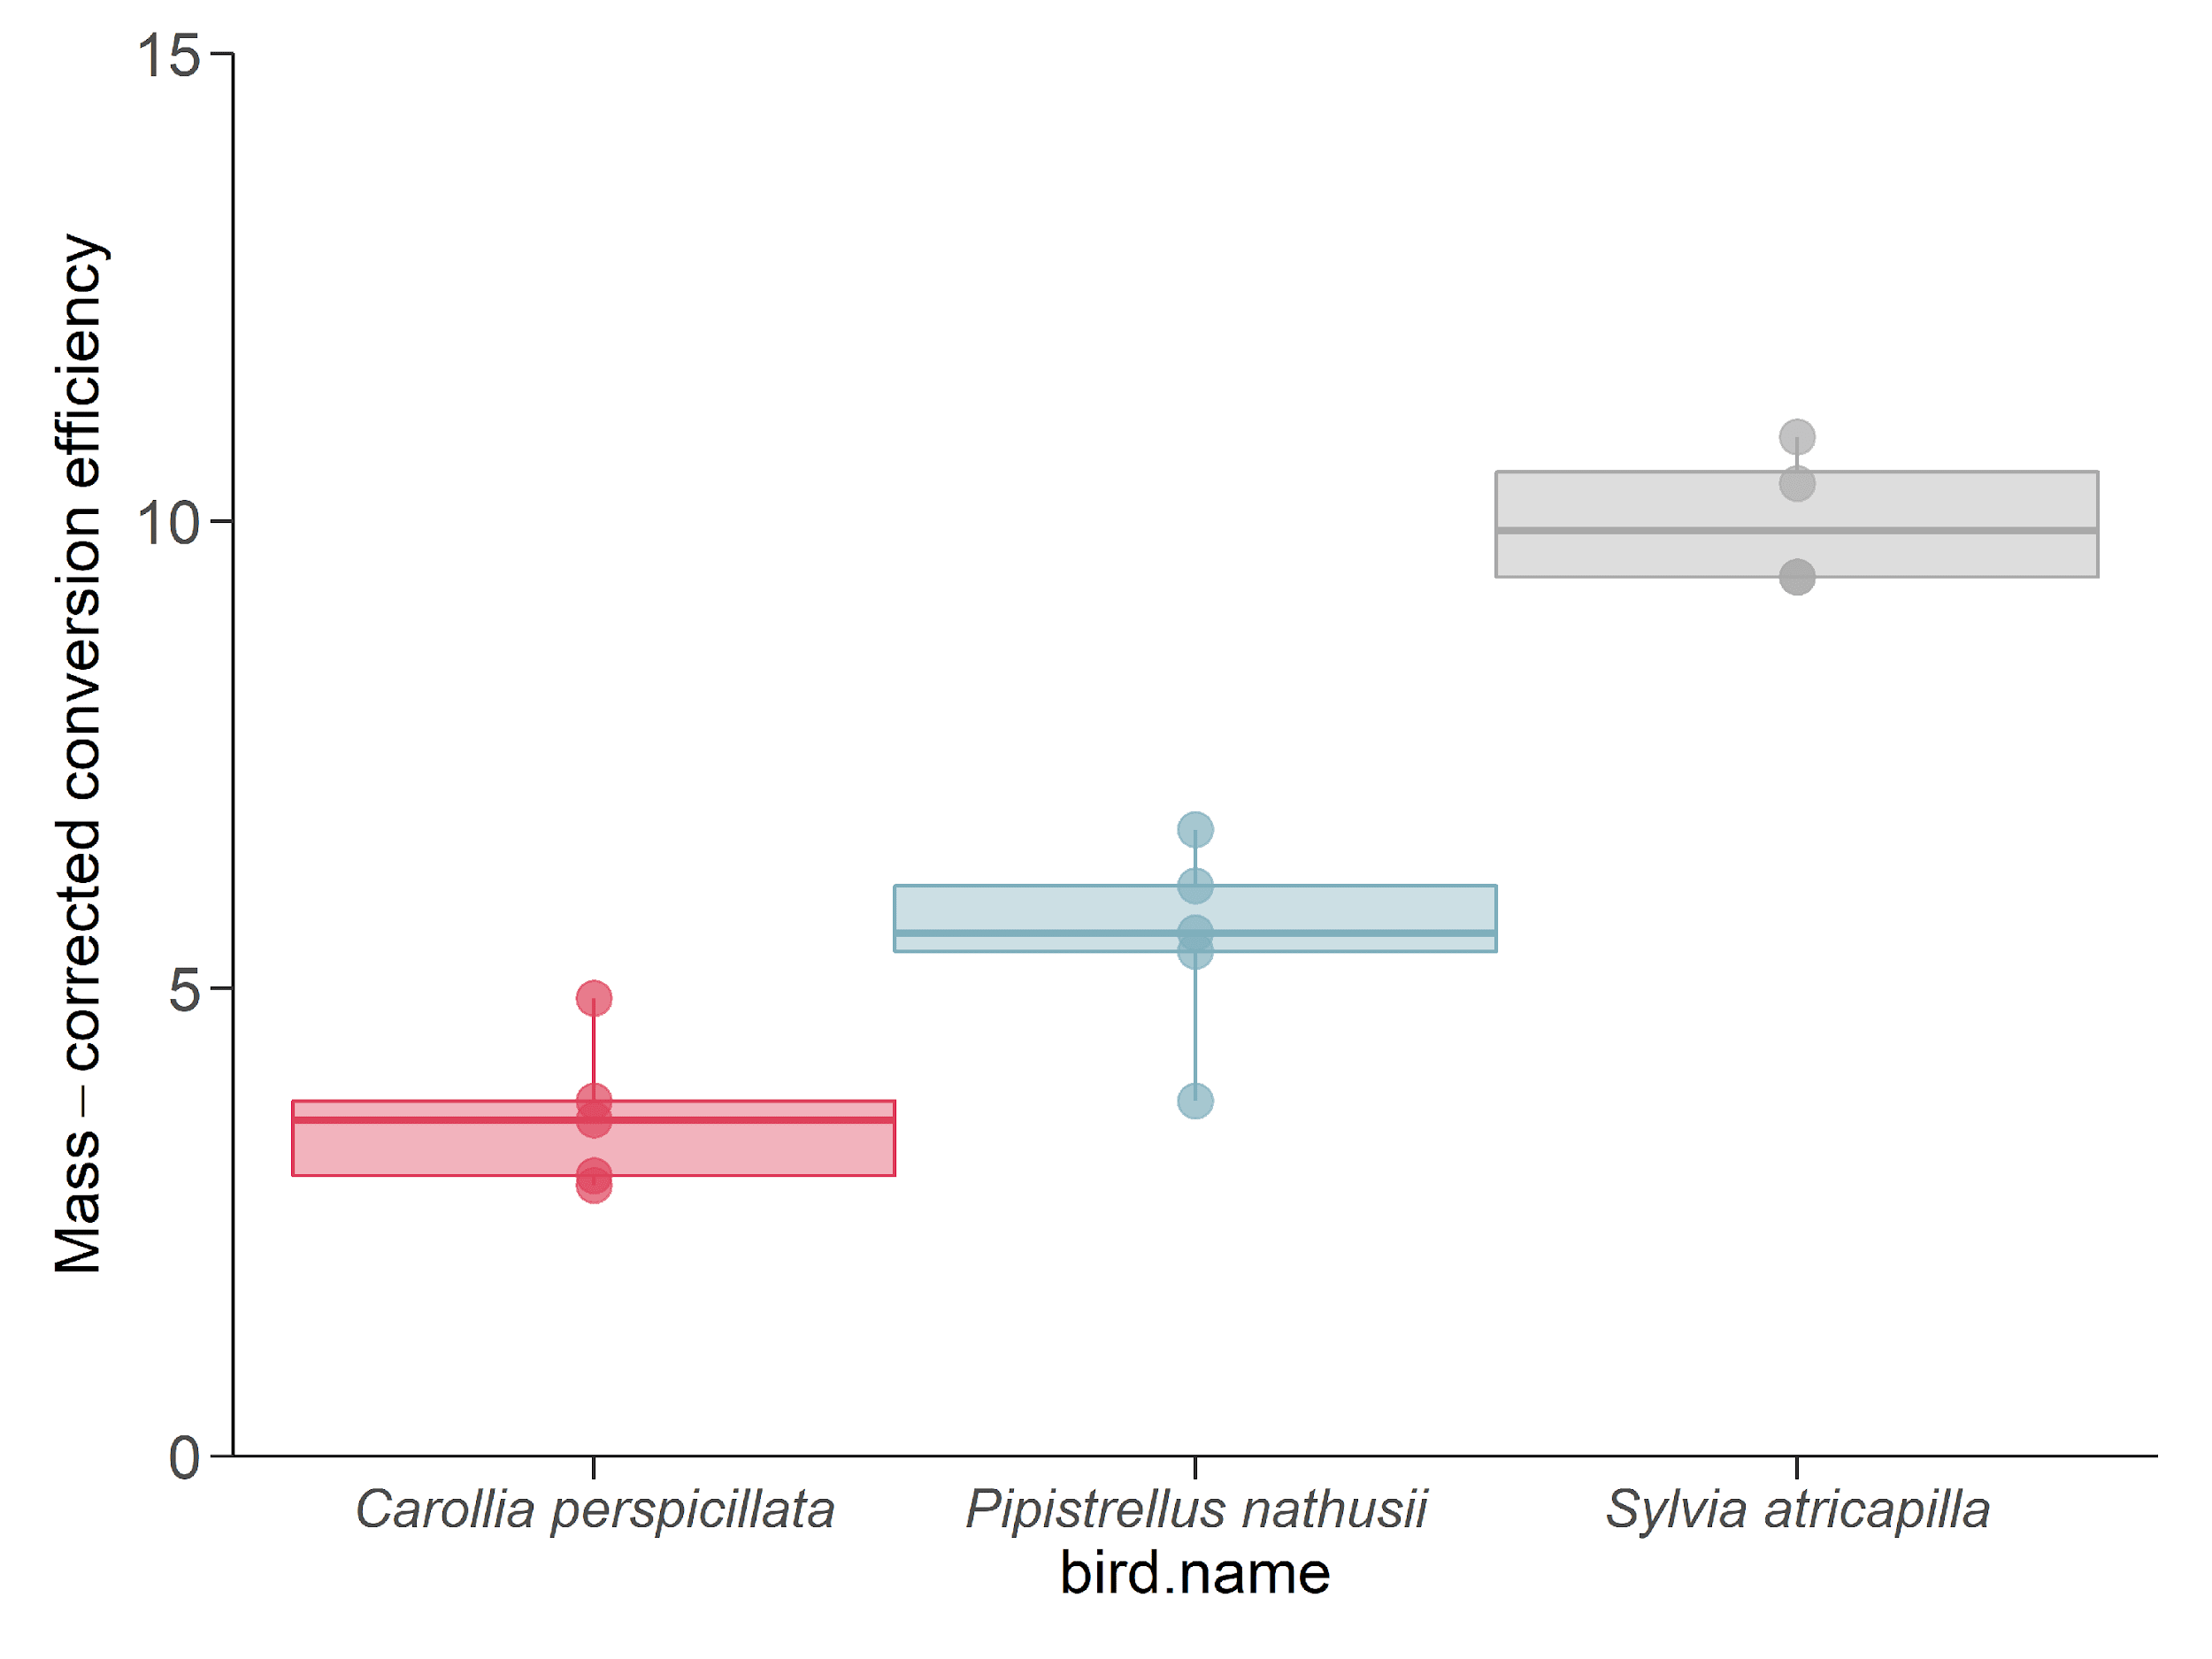 Mass−corrected conversion efficiency
15
10
5
0
Carollia perspicillata
Pipistrellus nathusii
Sylvia atricapilla
bird.name